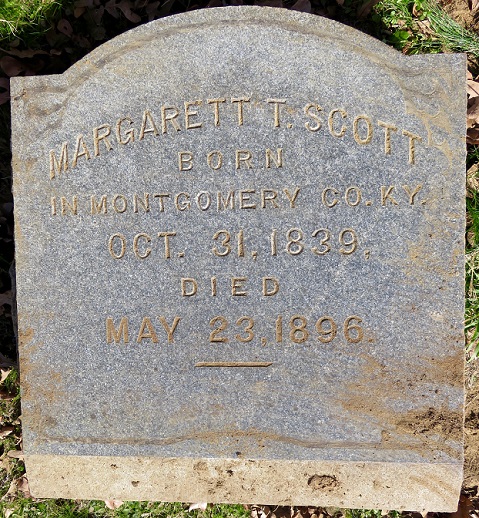 MARGARETT T. SCOTT
BORN
IN MONTGOMERY CO. KY.
OCT. 31, 1839.
DIED
MAY 23, 1896.